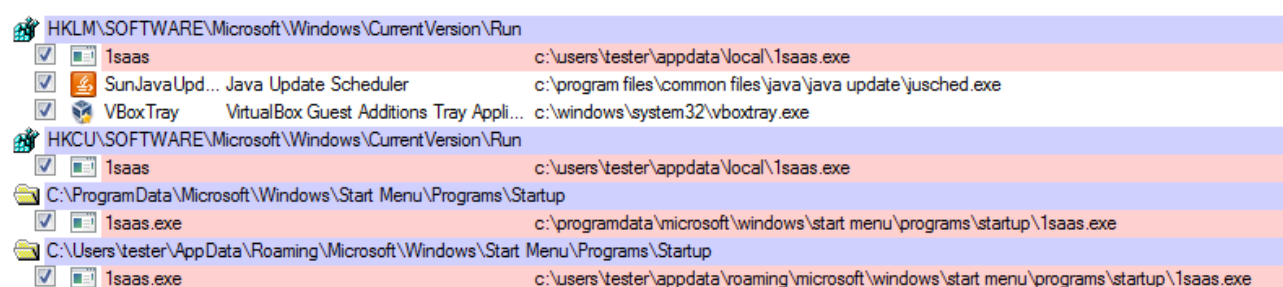 HKLM\SOFTWARE\Microsoft\Windows\CurrentVersion\Run
1saas c:\users\tester\appdata\local\1saas.exe
SunJavaUpd... Java Update Scheduler c:\program files\common files\java\java update\jusched.exe
VBoxTray VirtualBox Guest Additions Tray Appli... c:\windows\system32\vboxtray.exe
HKCU\SOFTWARE\Microsoft\Windows\CurrentVersion\Run
1saas c:\users\tester\appdata\local\1saas.exe
C:\ProgramData\Microsoft\Windows\Start Menu\Programs\Startup
1saas.exe c:\programdata\microsoft\windows\start menu\programs\startup\1saas.exe
C:\Users\tester\AppData\Roaming\Microsoft\Windows\Start Menu\Programs\Startup
1saas.exe c:\users\tester\appdata\roaming\microsoft\windows\start menu\programs\startup\1saas.exe